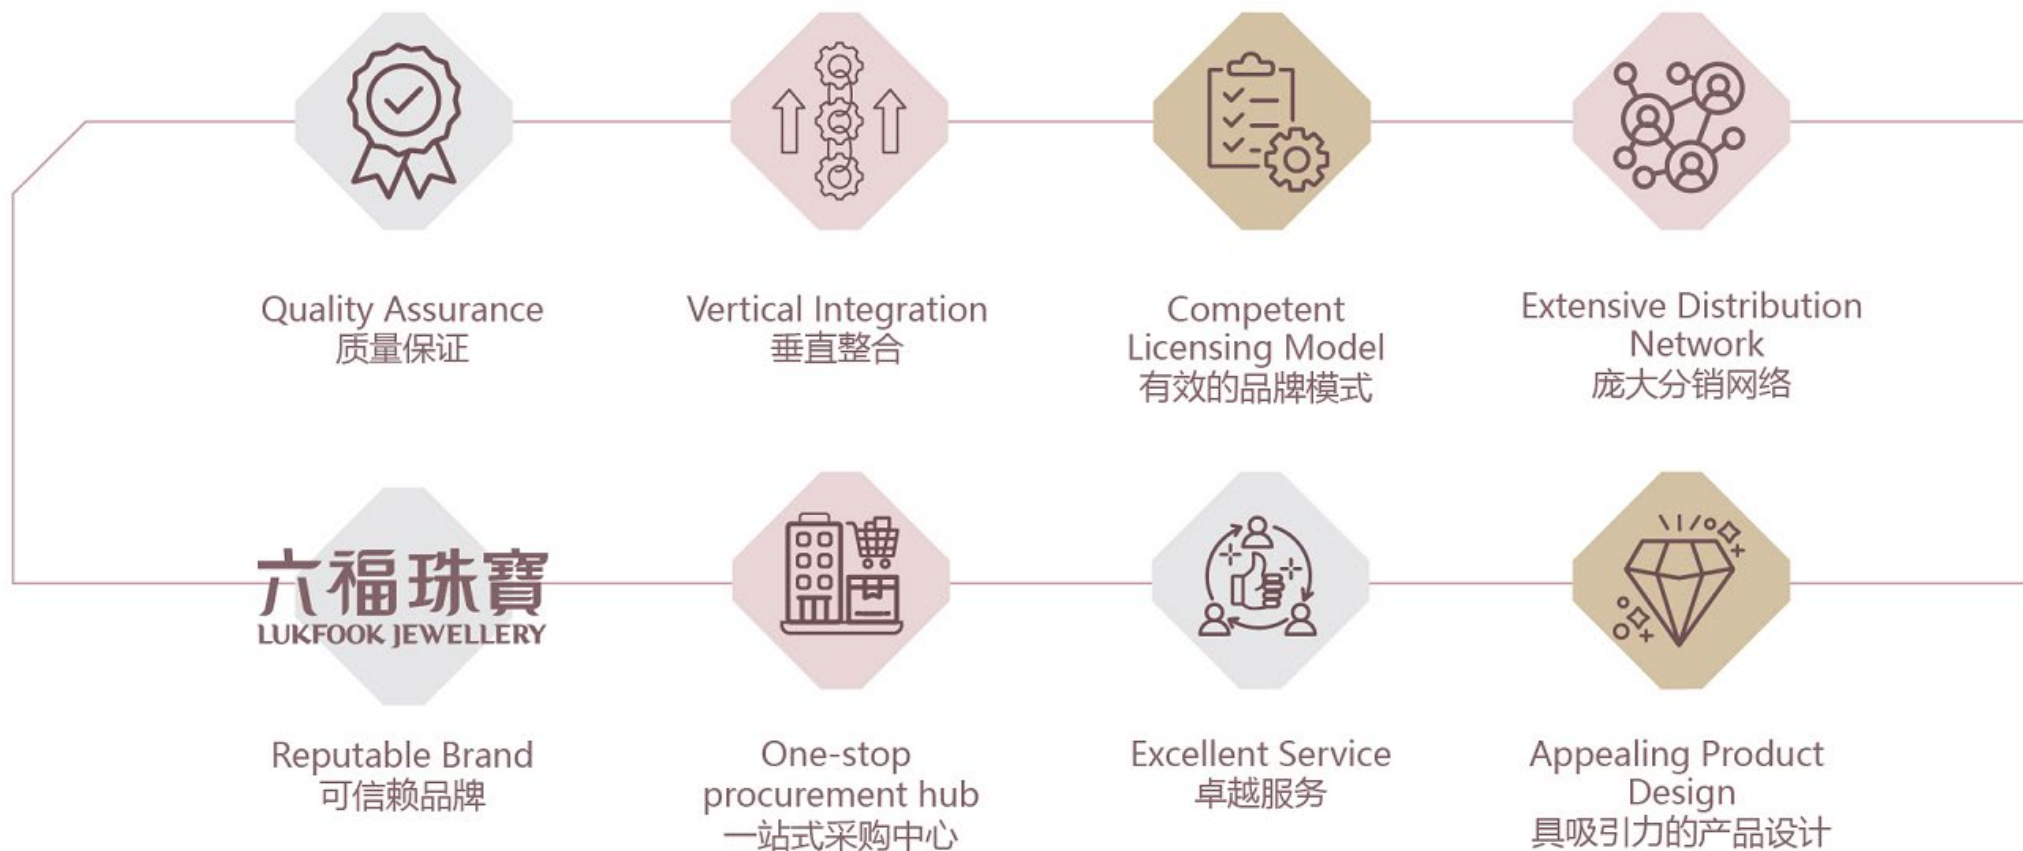 Quality Assurance
质量保证
Vertical Integration
垂直整合
Competent
Licensing Model
有效的品牌模式
Extensive Distribution
Network
庞大分销网络
六福珠寶
LUKFOOK JEWELLERY
Reputable Brand
可信赖品牌
One-stop
procurement hub
一站式采购中心
Excellent Service
卓越服务
Appealing Product
Design
具吸引力的产品设计